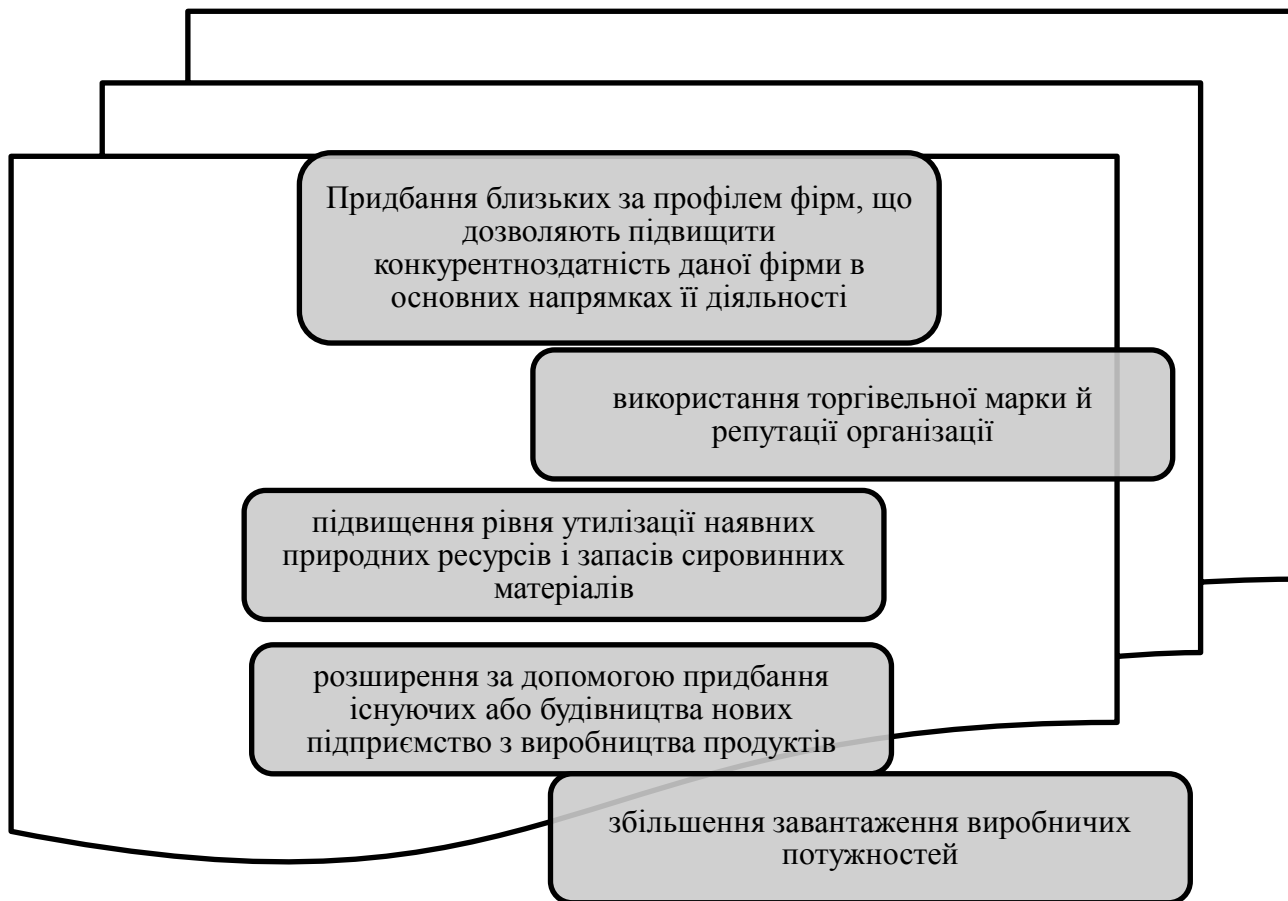 Придбання близьких за профілем фірм, що
дозволяють підвищити
конкурентноздатність даної фірми в
основних напрямках її діяльності
використання торгівельної марки й
репутації організації
підвищення рівня утилізації наявних
природних ресурсів і запасів сировинних
матеріалів
розширення за допомогою придбання
існуючих або будівництва нових
підприємство з виробництва продуктів
збільшення завантаження виробничих
потужностей